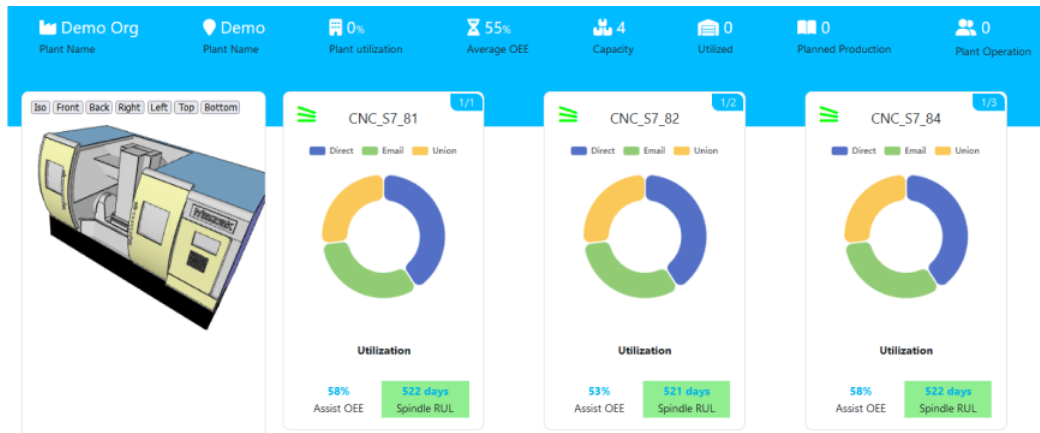 Demo Org
Plant Name
Demo
Plant Name
0%
Plant utilization
55%
Average OEE
4
Capacity
0
Utilized
0
Planned Production
0
Plant Operation
Iso Front Back Right Left Top Bottom
1/1
CNC_S7_81
Direct Email Union
Utilization
58%
Assist OEE
522 days
Spindle RUL
1/2
CNC_S7_82
Direct Email Union
Utilization
53%
Assist OEE
521 days
Spindle RUL
1/3
CNC_S7_84
Direct Email Union
Utilization
58%
Assist OEE
522 days
Spindle RUL